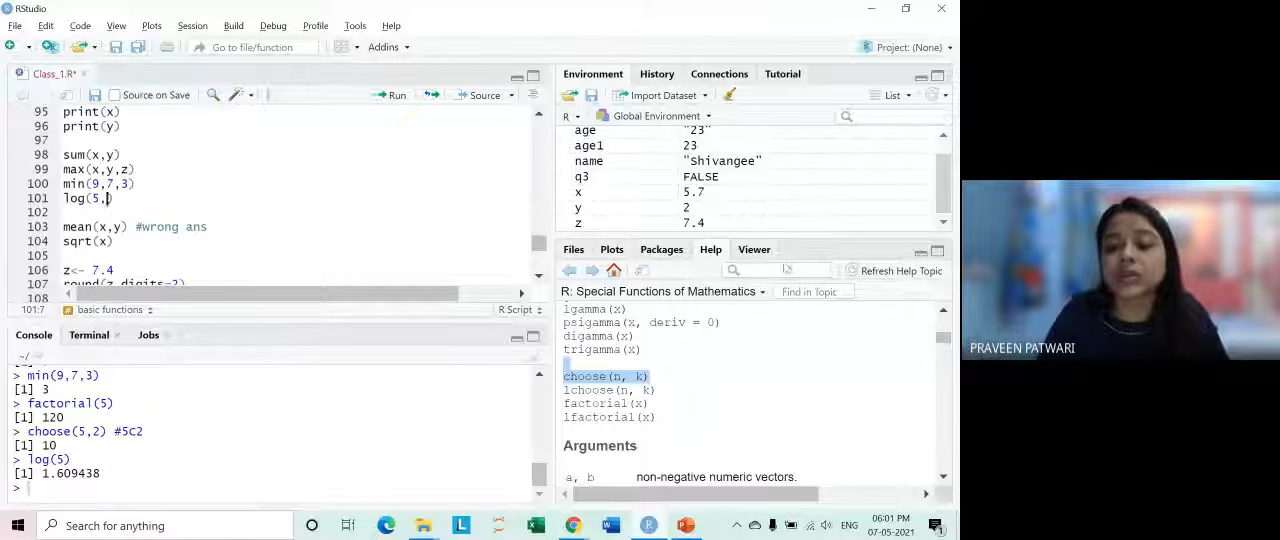 RStudio
File Edit Code View Plots Session Build Debug Profile Tools Help
Go to file/function Addins Project: (None)
Class_1.R*
Source on Save Run Source
95 print(x)
96 print(y)
97
98 sum(x,y)
99 max(x,y,z)
100 min(9,7,3)
101 log(5,)
102
103 mean(x,y) #wrong ans
104 sqrt(x)
105
106 z<- 7.4
107 round(z,digits=2)
108
101:7 # basic functions R Script
Console Terminal Jobs
~/
> min(9,7,3)
[1] 3
> factorial(5)
[1] 120
> choose(5,2) #5c2
[1] 10
> log(5)
[1] 1.609438
>
Environment History Connections Tutorial
Import Dataset List
R Global Environment
age "23"
age1 23
name "Shivangee"
q3 FALSE
x 5.7
y 2
z 7.4
Files Plots Packages Help Viewer
Refresh Help Topic
R: Special Functions of Mathematics Find in Topic
lgamma(x)
psigamma(x, deriv = 0)
digamma(x)
trigamma(x)
choose(n, k)
lchoose(n, k)
factorial(x)
lfactorial(x)
Arguments
a, b non-negative numeric vectors.
PRAVEEN PATWARI
Search for anything
ENG
06:01 PM
07-05-2021
1